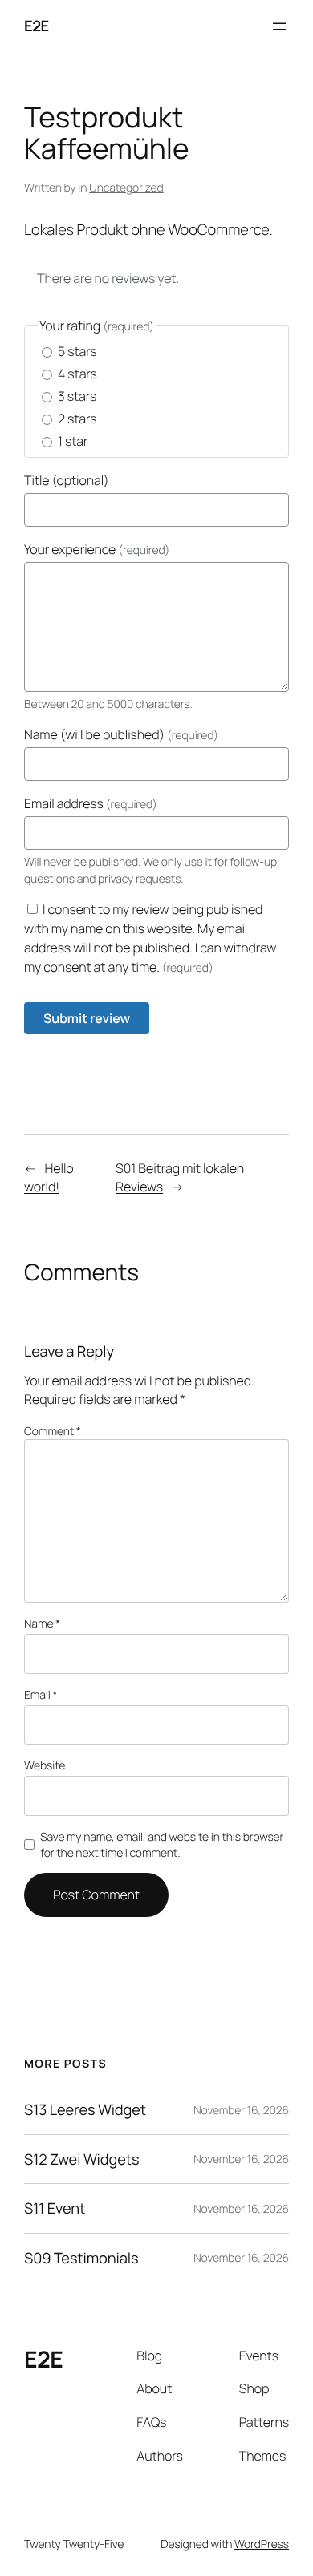 E2E
Testprodukt
Kaffeemühle
Written by in Uncategorized
Lokales Produkt ohne WooCommerce.
There are no reviews yet.
Your rating (required)
5 stars
4 stars
3 stars
2 stars
1 star
Title (optional)
Your experience (required)
Between 20 and 5000 characters.
Name (will be published) (required)
Email address (required)
Will never be published. We only use it for follow-up
questions and privacy requests.
I consent to my review being published
with my name on this website. My email
address will not be published. I can withdraw
my consent at any time. (required)
Submit review
← Hello
world!
S01 Beitrag mit lokalen
Reviews →
Comments
Leave a Reply
Your email address will not be published.
Required fields are marked *
Comment *
Name *
Email *
Website
Save my name, email, and website in this browser
for the next time I comment.
Post Comment
MORE POSTS
S13 Leeres Widget November 16, 2026
S12 Zwei Widgets November 16, 2026
S11 Event November 16, 2026
S09 Testimonials November 16, 2026
E2E
Blog
About
FAQs
Authors
Events
Shop
Patterns
Themes
Twenty Twenty-Five
Designed with WordPress